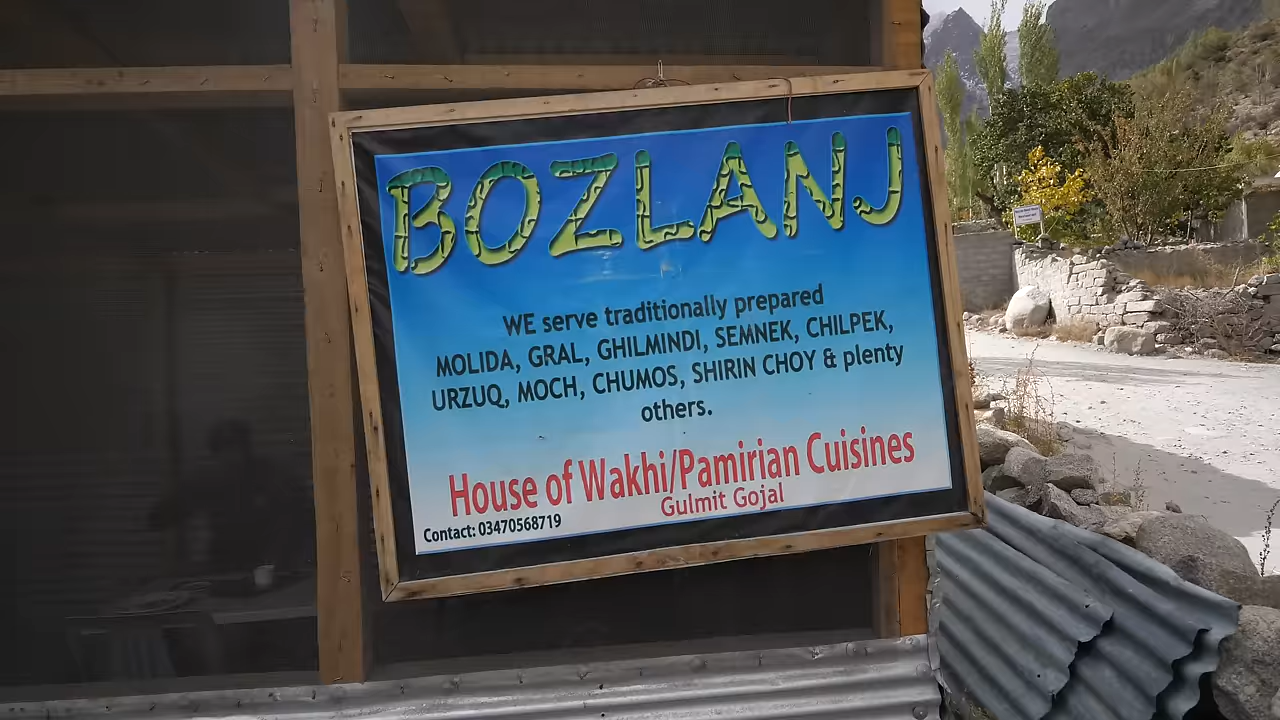 BOZLANJ
WE serve traditionally prepared
MOLIDA, GRAL, GHILMINDI, SEMNEK, CHILPEK,
URZUQ, MOCH, CHUMOS, SHIRIN CHOY & plenty
others.
House of Wakhi/Pamirian Cuisines
Gulmit Gojal
Contact: 03470568719